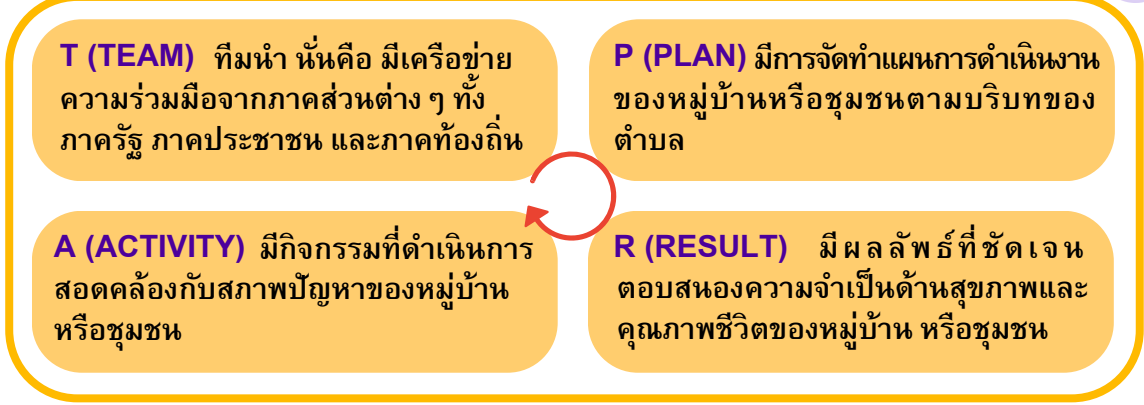 T (TEAM) ทีมนำ นั่นคือ มีเครือข่าย
ความร่วมมือจากภาคส่วนต่าง ๆ ทั้ง
ภาครัฐ ภาคประชาชน และภาคท้องถิ่น
P (PLAN) มีการจัดทำแผนการดำเนินงาน
ของหมู่บ้านหรือชุมชนตามบริบทของ
ตำบล
A (ACTIVITY) มีกิจกรรมที่ดำเนินการ
สอดคล้องกับสภาพปัญหาของหมู่บ้าน
หรือชุมชน
R (RESULT) มีผลลัพธ์ที่ชัดเจน
ตอบสนองความจำเป็นด้านสุขภาพและ
คุณภาพชีวิตของหมู่บ้าน หรือชุมชน